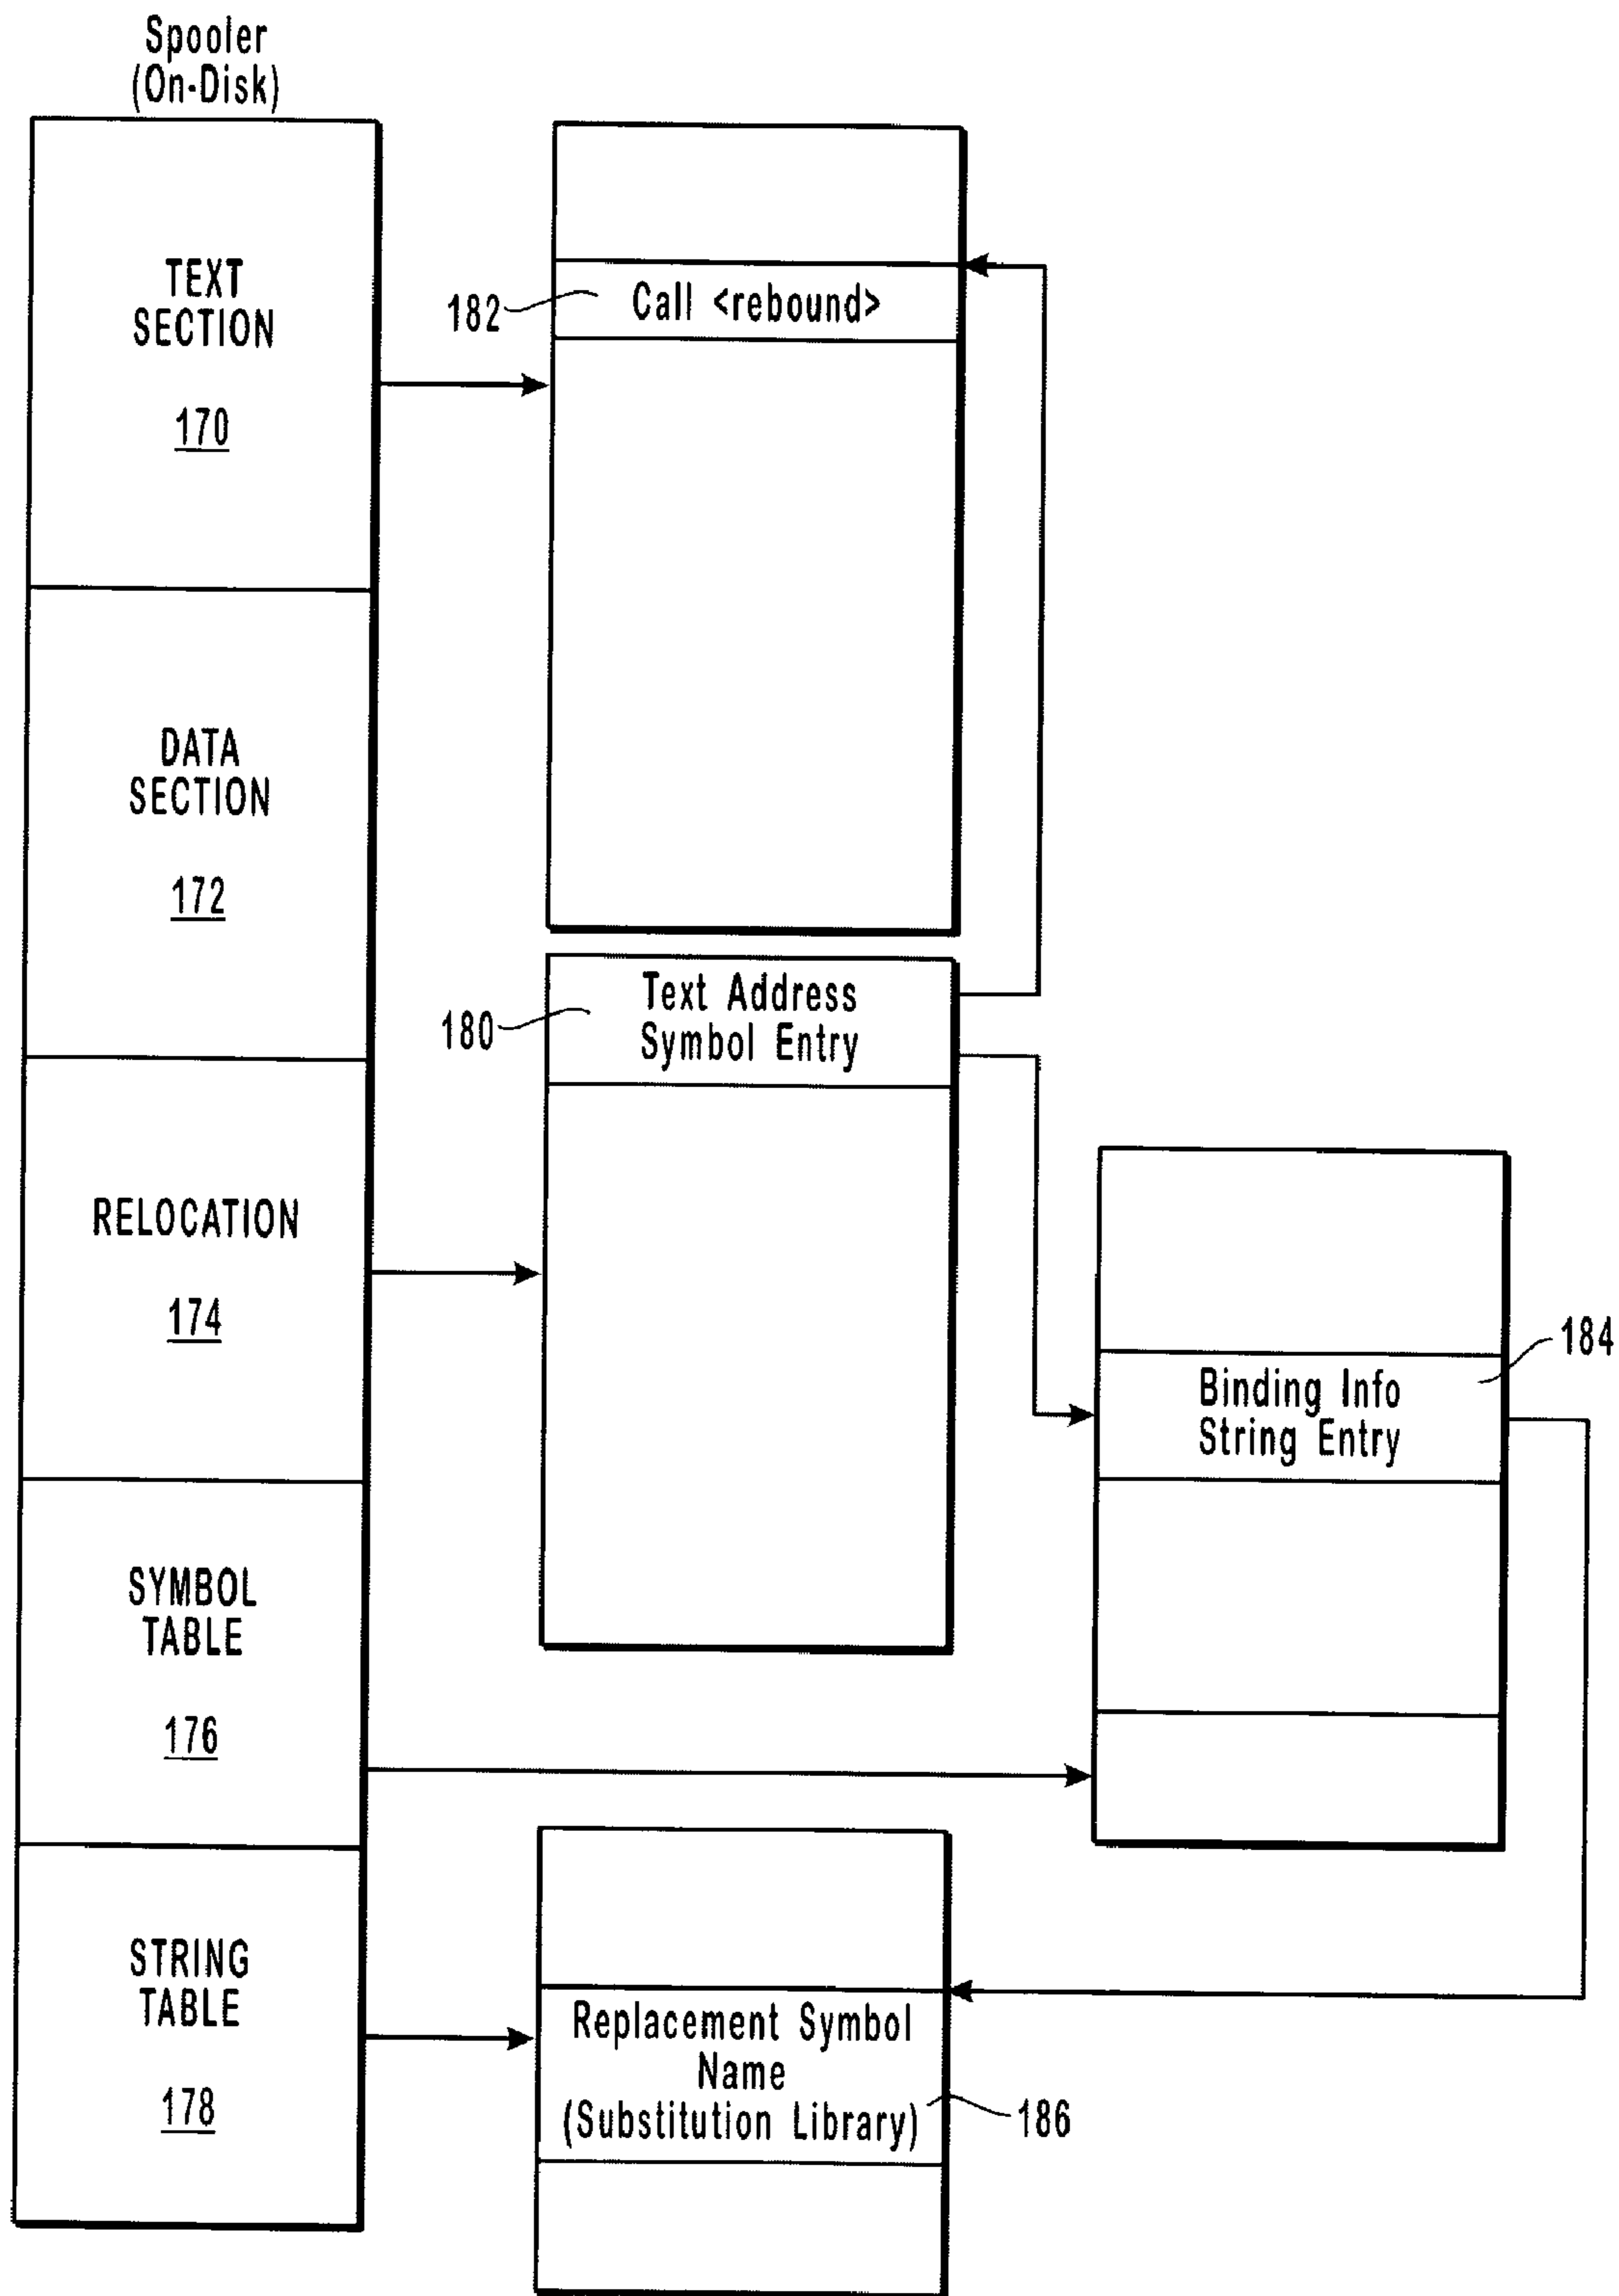 Spooler
(On-Disk)
TEXT
SECTION
170
DATA
SECTION
172
RELOCATION
174
SYMBOL
TABLE
176
STRING
TABLE
178
182
Call <rebound>
180
Text Address
Symbol Entry
184
Binding Info
String Entry
Replacement Symbol
Name
(Substitution Library)
186